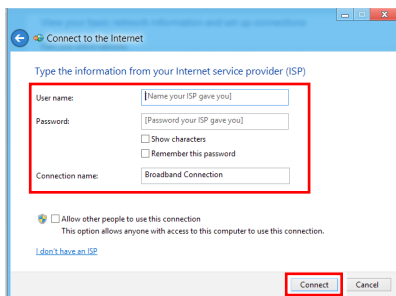 View your basic network information and set up connections
Connect to the Internet
Type the information from your Internet service provider (ISP)
User name:
[Name your ISP gave you]
Password:
[Password your ISP gave you]
Show characters
Remember this password
Connection name:
Broadband Connection
Allow other people to use this connection
This option allows anyone with access to this computer to use this connection.
I don't have an ISP
Connect
Cancel